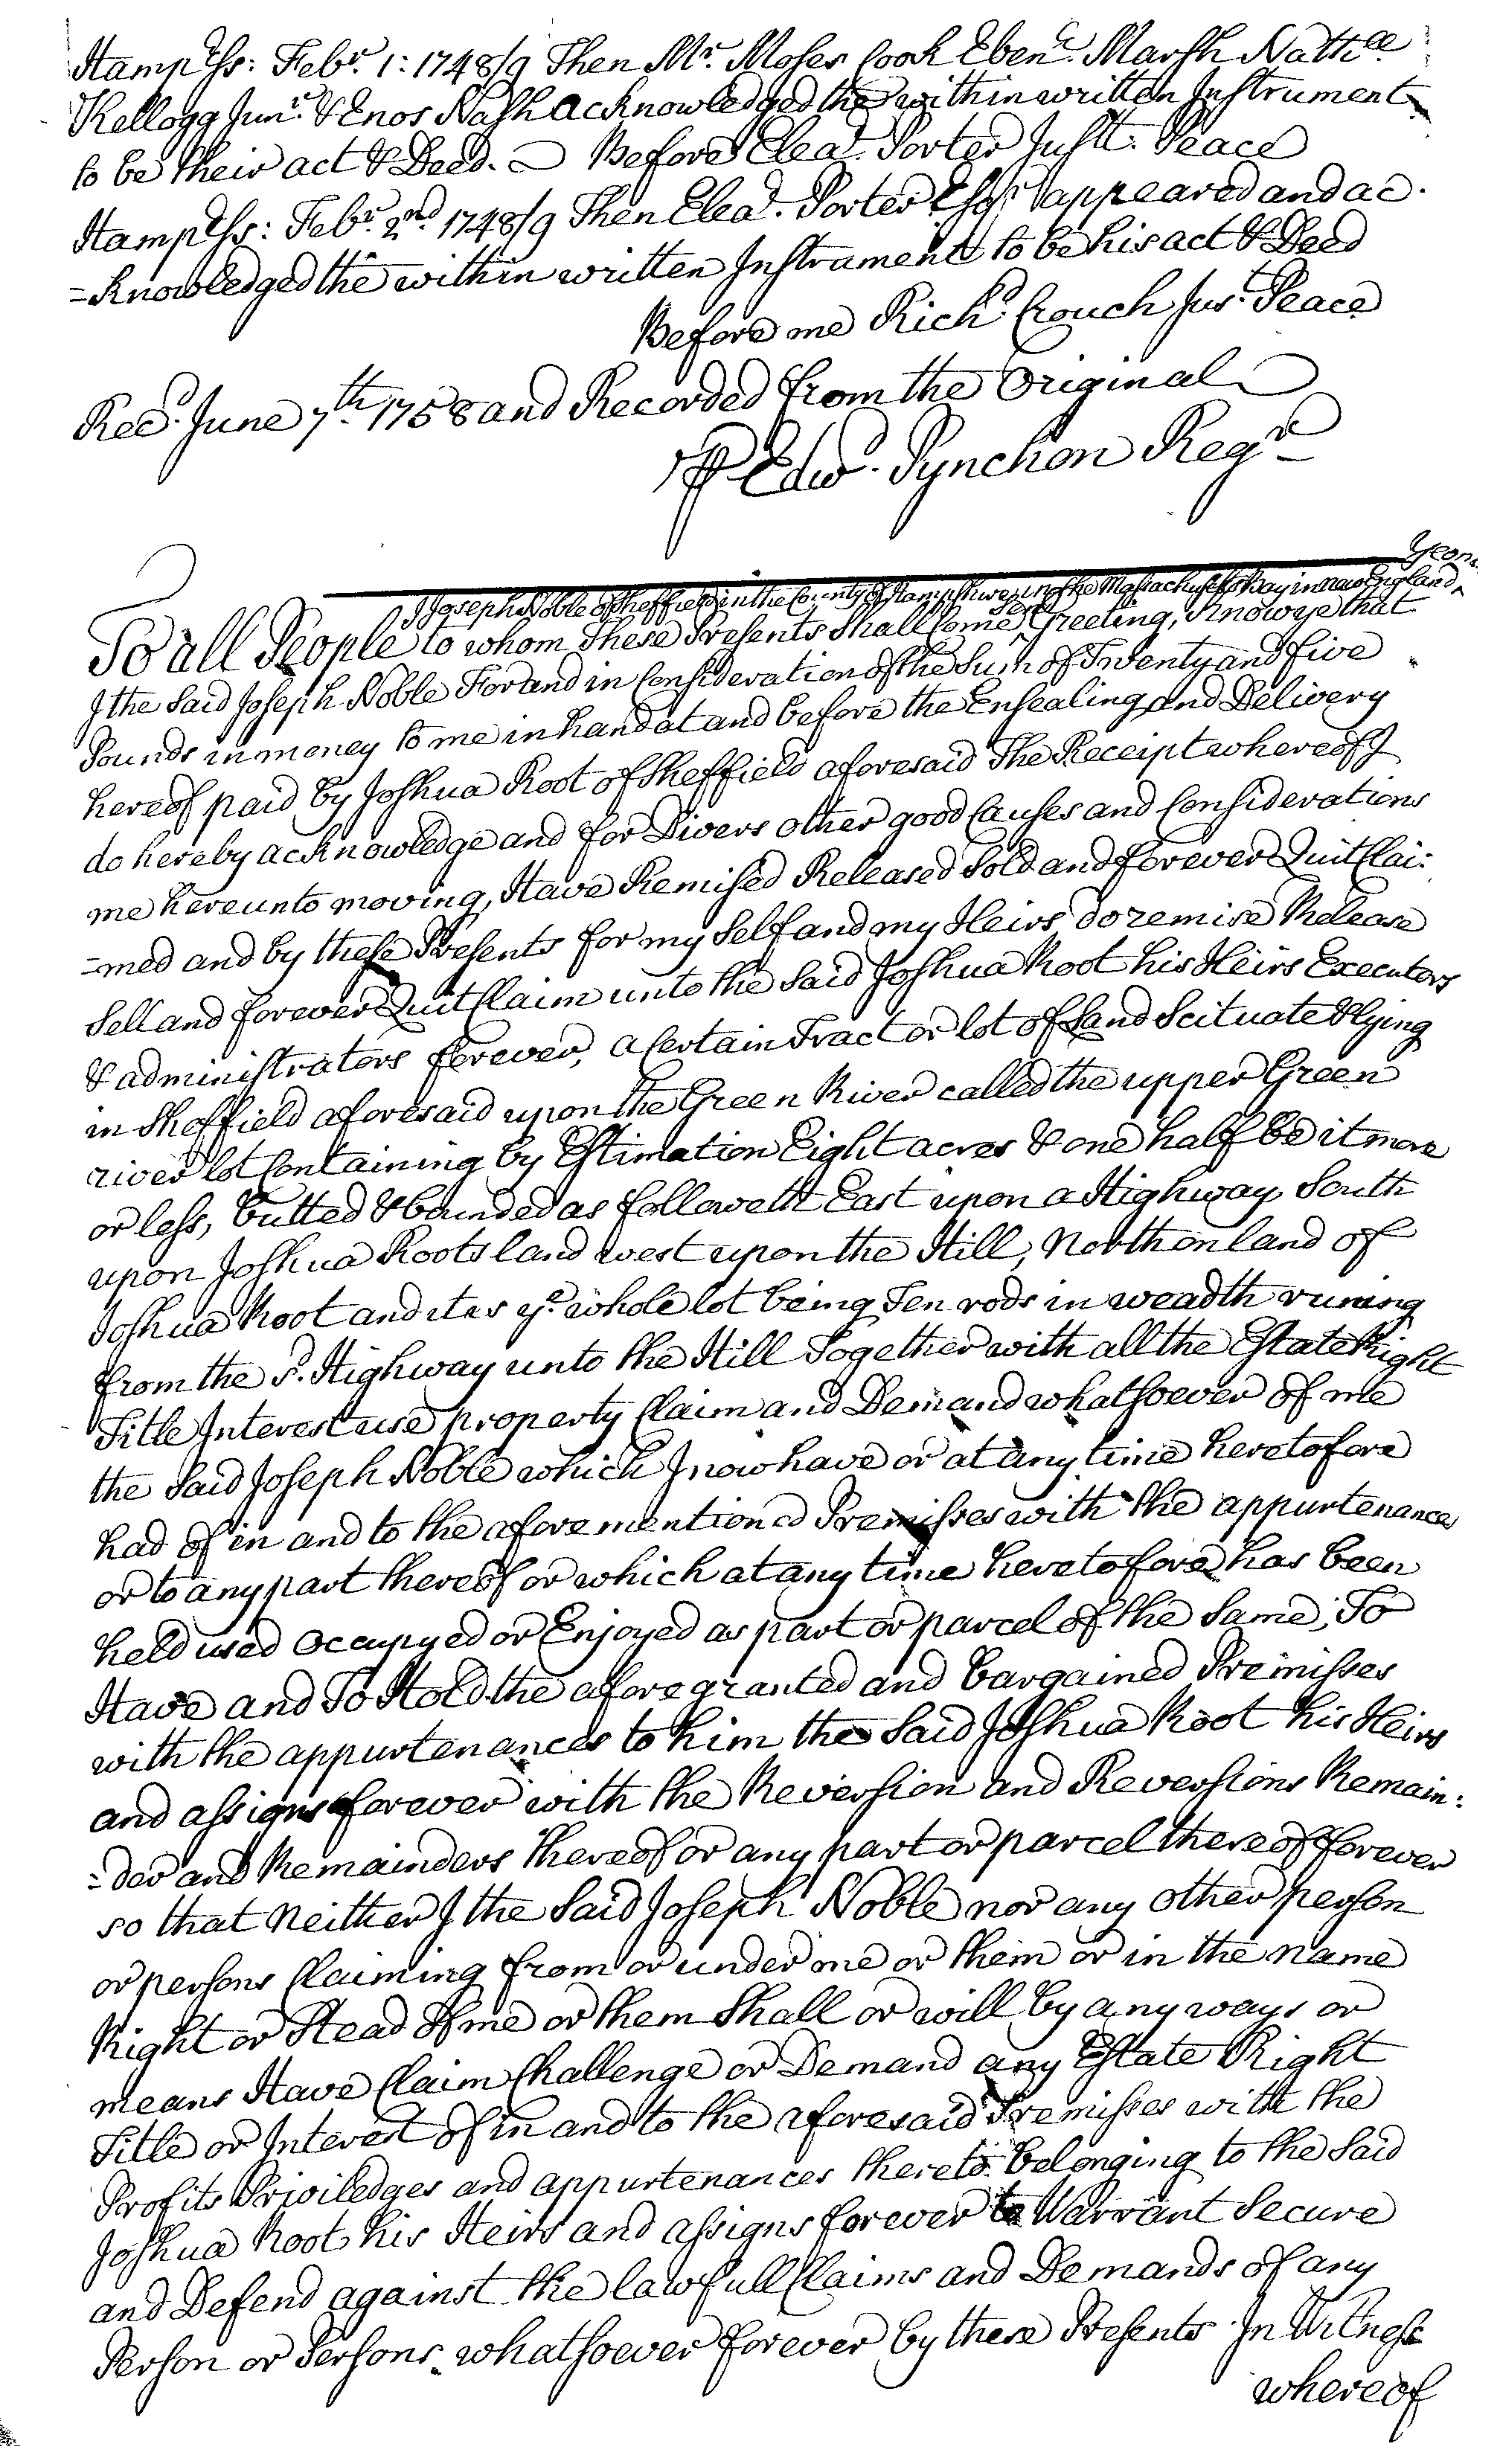 Hampss: Febr. 1: 1748/9 Then Mr. Moses Cook Ebenr. Marsh Nathll
Kellogg Junr. & Enos Nash acknowledged the within written Instrument
to be their act & Deed. Before Eleaz. Porter Just. Peace
Hampss: Febr. 2nd. 1748/9 Then Eleaz. Porter Esqr. appeared and ac-
=knowledged the within written Instrument to be his act & Deed
Before me Richd. Crouch Jus. Peace
Recd. June 7th. 1758 and Recorded from the Original
⅌ Edwd. Pynchon Regr.
Yeom.
I Joseph Noble of Sheffield in the County of Hampshire in the Massachusetts Bay in New England ^
To all People to whom these Presents Shall Come Greeting, Know ye that
I the Said Joseph Noble For and in Consideration of the Sum of Twenty and five
Pounds in money to me in hand at and before the Ensealing and Delivery
hereof paid by Joshua Root of Sheffield aforesaid The Receipt whereof I
do hereby acknowledge and for Divers other good Causes and Considerations
me hereunto moving, Have Remised Released Sold and forever Quit Clai:
=med and by these Presents for my Self and my Heirs do remise Release
Sell and forever Quit Claim unto the Said Joshua Root his Heirs Executors
& administrators forever, a Certain Tract or lot of Land Scituate & lying
in Sheffield aforesaid upon the Green River called the upper Green
river lot Containing by Estimation Eight acres & one half be it more
or less, butted & bounded as followeth East upon a Highway South
upon Joshua Roots land west upon the Hill, North on land of
Joshua Root and it is ye. whole lot being Ten rods in weadth runing
from the sd. Highway unto the Hill Together with all the Estate Right
Title Interest use property Claim and Demand whatsoever of me
the Said Joseph Noble which I now have or at any time heretofore
had of in and to the afore mentioned Premisses with the appurtenances
or to any part thereof or which at any time heretofore has been
held used Occupyed or Enjoyed as part or parcel of the Same, To
Have and To Hold the afore granted and bargained Premisses
with the appurtenances to him the Said Joshua Root his Heirs
and assigns forever with the Reversion and Reversions Remain:
=der and Remainders thereof or any part or parcel thereof forever
so that Neither I the Said Joseph Noble nor any other person
or persons Claiming from or under me or them or in the name
Right or Stead of me or them Shall or will by any ways or
means Have Claim Challenge or Demand any Estate Right
Title or Interest of in and to the aforesaid Premisses with the
Profits Priviledges and appurtenances thereto belonging to the Said
Joshua Root his Heirs and assigns forever to Warrant Secure
and Defend against the lawfull Claims and Demands of any
Person or Persons whatsoever forever by these Presents In Witness
whereof